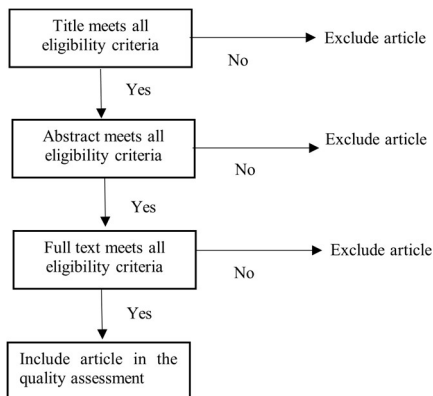 Title meets all
eligibility criteria
Exclude article
No
Yes
Abstract meets all
eligibility criteria
Exclude article
No
Yes
Full text meets all
eligibility criteria
Exclude article
No
Yes
Include article in the
quality assessment